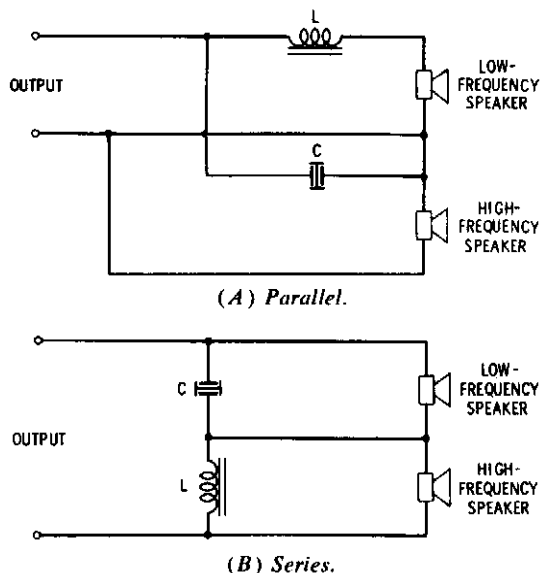 L
OUTPUT
LOW-
FREQUENCY
SPEAKER
C
HIGH-
FREQUENCY
SPEAKER
(A) Parallel.
C
LOW-
FREQUENCY
SPEAKER
OUTPUT
L
HIGH-
FREQUENCY
SPEAKER
(B) Series.